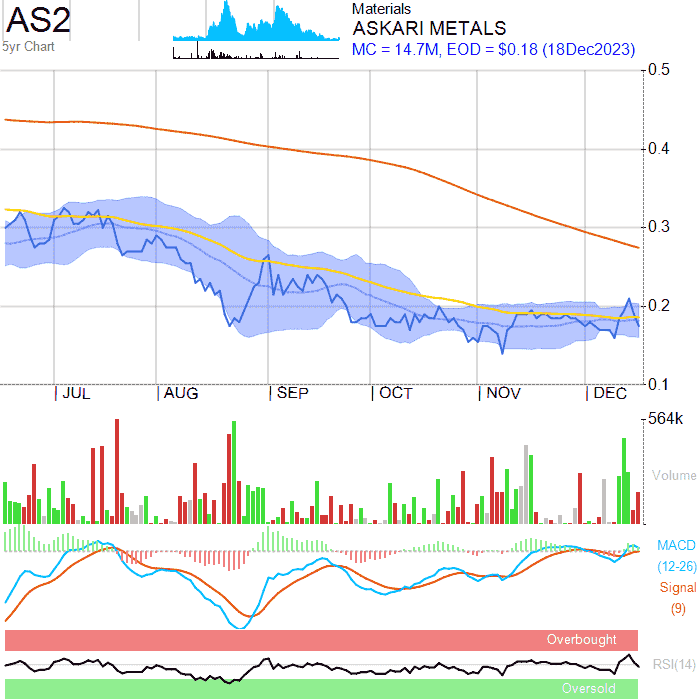 AS2
5yr Chart
Materials
ASKARI METALS
MC = 14.7M, EOD = $0.18 (18Dec2023)
0.5
0.4
0.3
0.2
0.1
JUL AUG SEP OCT NOV DEC
564k
Volume
MACD
(12-26)
Signal
(9)
Overbought
RSI(14)
Oversold